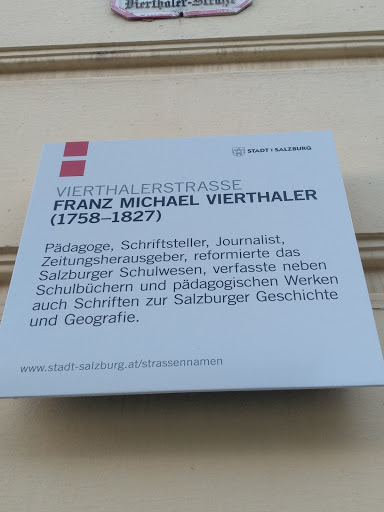 Vierthaler-Straße
STADT : SALZBURG
VIERTHALERSTRASSE
FRANZ MICHAEL VIERTHALER
(1758–1827)
Pädagoge, Schriftsteller, Journalist,
Zeitungsherausgeber, reformierte das
Salzburger Schulwesen, verfasste neben
Schulbüchern und pädagogischen Werken
auch Schriften zur Salzburger Geschichte
und Geografie.
www.stadt-salzburg.at/strassennamen